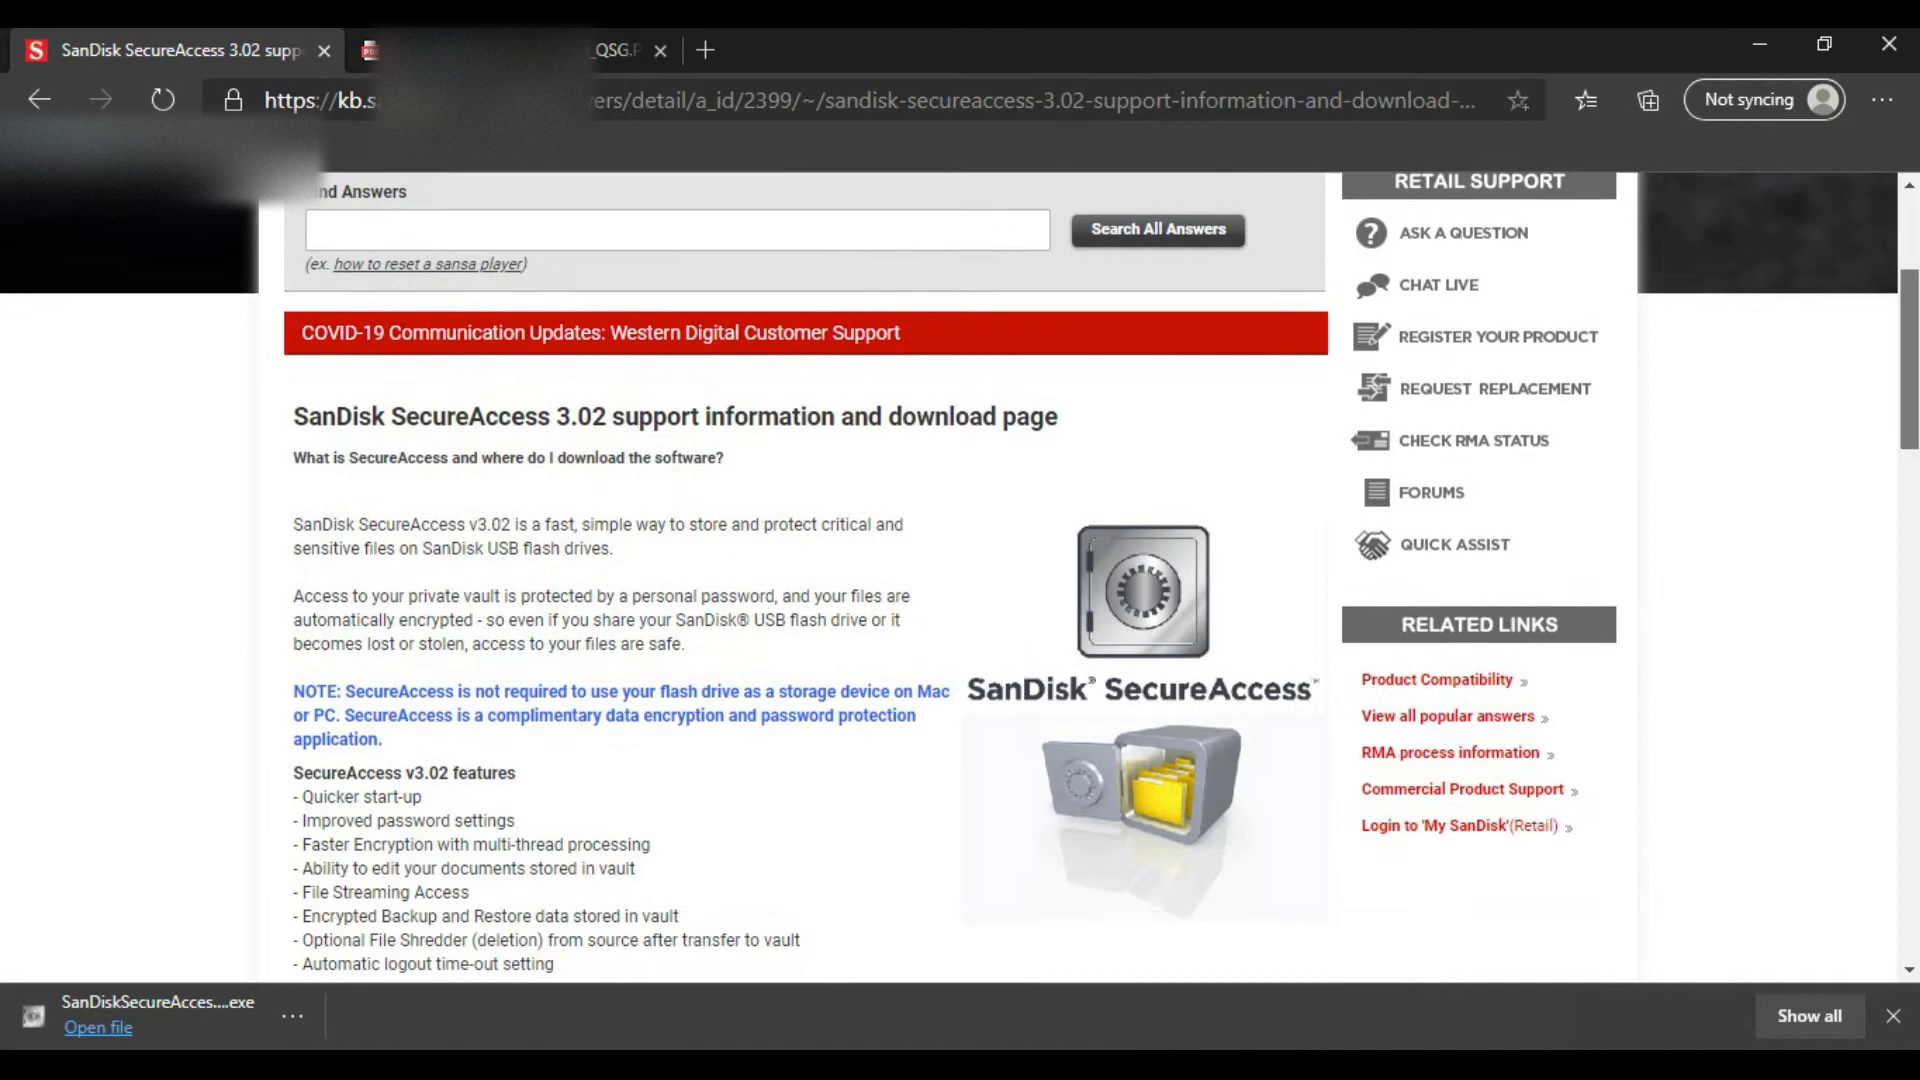 SanDisk SecureAccess 3.02 supp
_QSG.P
https://kb.s
ers/detail/a_id/2399/~/sandisk-secureaccess-3.02-support-information-and-download-...
Not syncing
nd Answers
Search All Answers
(ex. how to reset a sansa player)
COVID-19 Communication Updates: Western Digital Customer Support
SanDisk SecureAccess 3.02 support information and download page
What is SecureAccess and where do I download the software?
SanDisk SecureAccess v3.02 is a fast, simple way to store and protect critical and
sensitive files on SanDisk USB flash drives.
Access to your private vault is protected by a personal password, and your files are
automatically encrypted - so even if you share your SanDisk® USB flash drive or it
becomes lost or stolen, access to your files are safe.
NOTE: SecureAccess is not required to use your flash drive as a storage device on Mac
or PC. SecureAccess is a complimentary data encryption and password protection
application.
SecureAccess v3.02 features
- Quicker start-up
- Improved password settings
- Faster Encryption with multi-thread processing
- Ability to edit your documents stored in vault
- File Streaming Access
- Encrypted Backup and Restore data stored in vault
- Optional File Shredder (deletion) from source after transfer to vault
- Automatic logout time-out setting
SanDisk® SecureAccess™
RETAIL SUPPORT
ASK A QUESTION
CHAT LIVE
REGISTER YOUR PRODUCT
REQUEST REPLACEMENT
CHECK RMA STATUS
FORUMS
QUICK ASSIST
RELATED LINKS
Product Compatibility »
View all popular answers »
RMA process information »
Commercial Product Support »
Login to 'My SanDisk'(Retail) »
SanDiskSecureAcces....exe
Open file
Show all